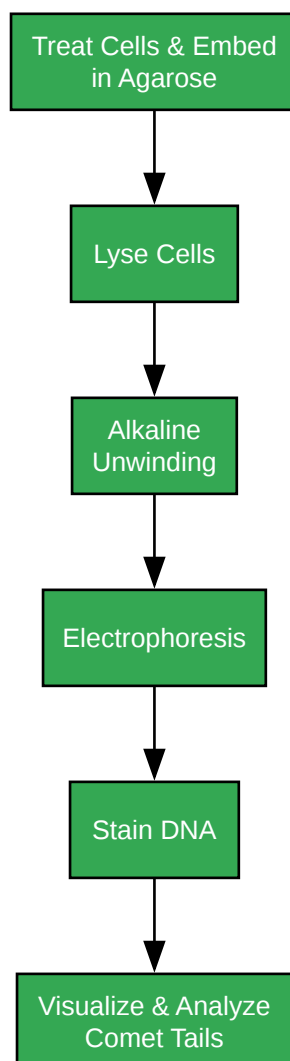 Treat Cells & Embed
in Agarose
Lyse Cells
Alkaline
Unwinding
Electrophoresis
Stain DNA
Visualize & Analyze
Comet Tails